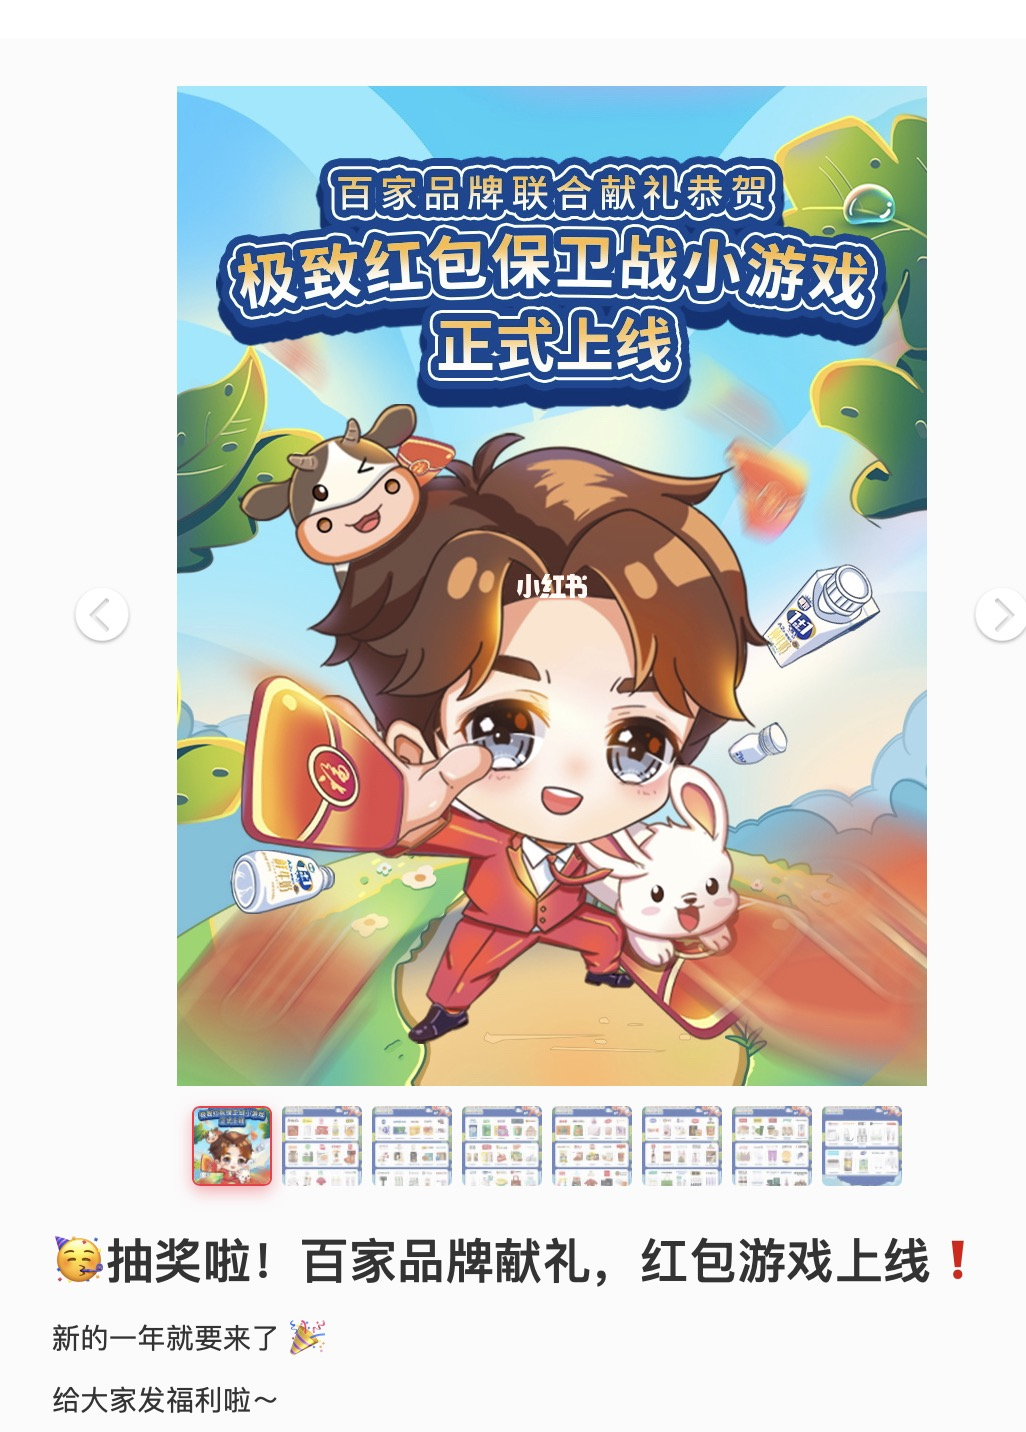 百家品牌联合献礼恭贺
极致红包保卫战小游戏
正式上线
小红书
福
🥳抽奖啦！百家品牌献礼，红包游戏上线❗
新的一年就要来了🎉
给大家发福利啦～